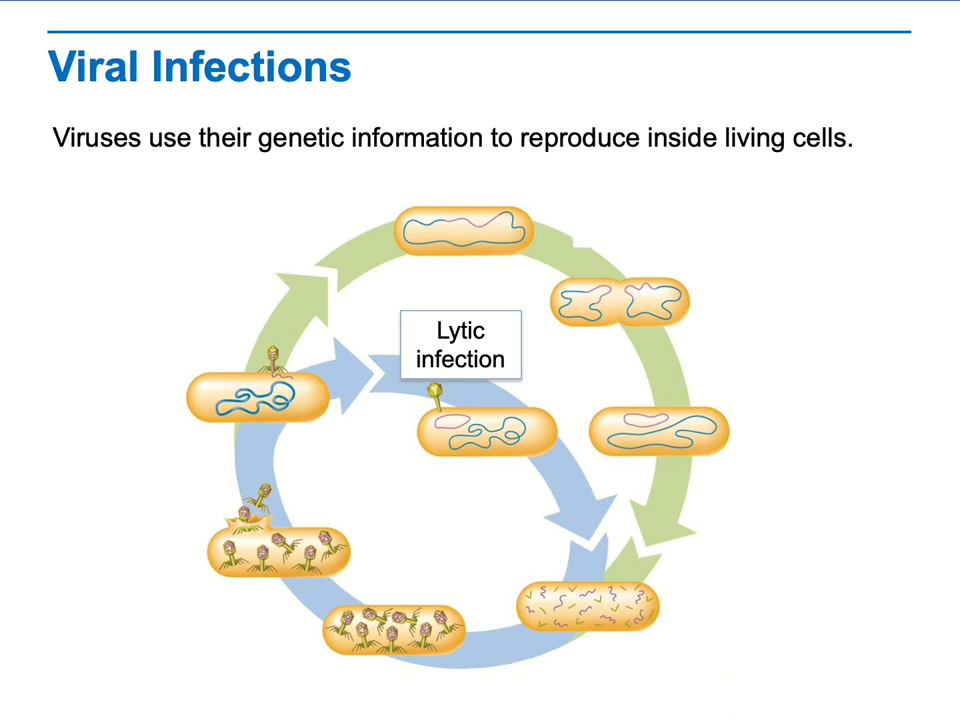 Viral Infections
Viruses use their genetic information to reproduce inside living cells.
Lytic
infection